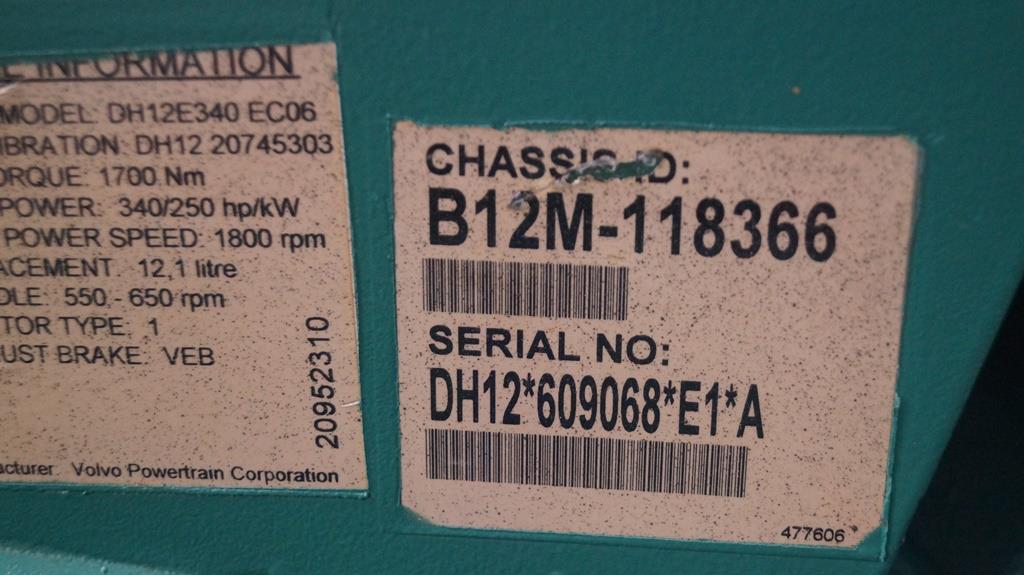 INFORMATION
MODEL: DH12E340 EC06
IBRATION: DH12 20745303
ORQUE: 1700 Nm
POWER: 340/250 hp/kW
POWER SPEED: 1800 rpm
ACEMENT: 12,1 litre
DLE: 550 - 650 rpm
TOR TYPE: 1
UST BRAKE: VEB
20952310
acturer: Volvo Powertrain Corporation
CHASSIS ID:
B12M-118366
SERIAL NO:
DH12*609068*E1*A
477606